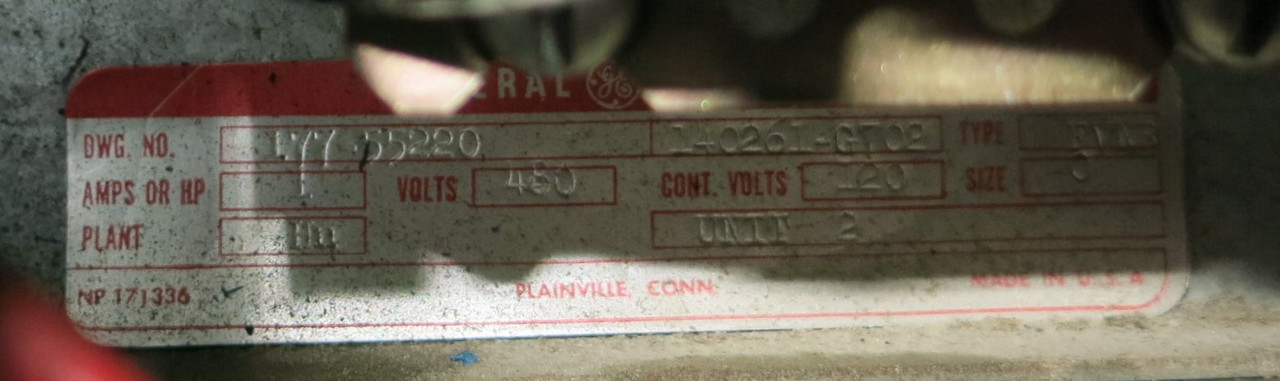 ERAL GE
DWG. NO. 55220 140261-GT02 TYPE
AMPS OR HP 1 VOLTS 480 CONT. VOLTS 120 SIZE
PLANT UNIT 2
NP 171336 PLAINVILLE, CONN. MADE IN U.S.A